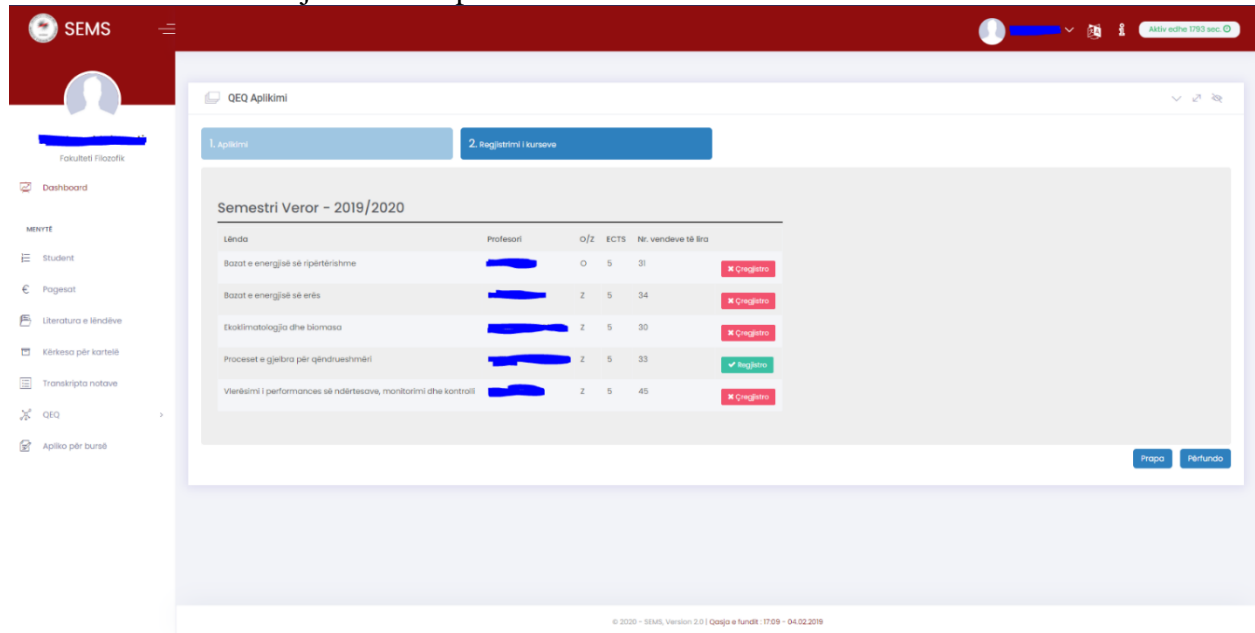 SEMS
Aktiv edhe 1793 sec.
QEQ Aplikimi
1. Aplikimi
2. Regjistrimi i kurseve
Fakulteti Filozofik
Dashboard
MENYTË
Student
Pagesat
Literatura e lëndëve
Kërkesa për kartelë
Transkripta notave
QEQ
Apliko për bursë
Semestri Veror - 2019/2020
Lënda Profesori O/Z ECTS Nr. vendeve të lira
Bazat e energjisë së ripërtërishme O 5 31 Çregjistro
Bazat e energjisë së erës Z 5 34 Çregjistro
Ekoklimatologjia dhe biomasa Z 5 30 Çregjistro
Proceset e gjelbra për qëndrueshmëri Z 5 33 Regjistro
Vlerësimi i performances së ndërtesave, monitorimi dhe kontrolli Z 5 45 Çregjistro
Prapa Përfundo
© 2020 - SEMS, Version 2.0 | Qasja e fundit : 17:09 - 04.02.2019